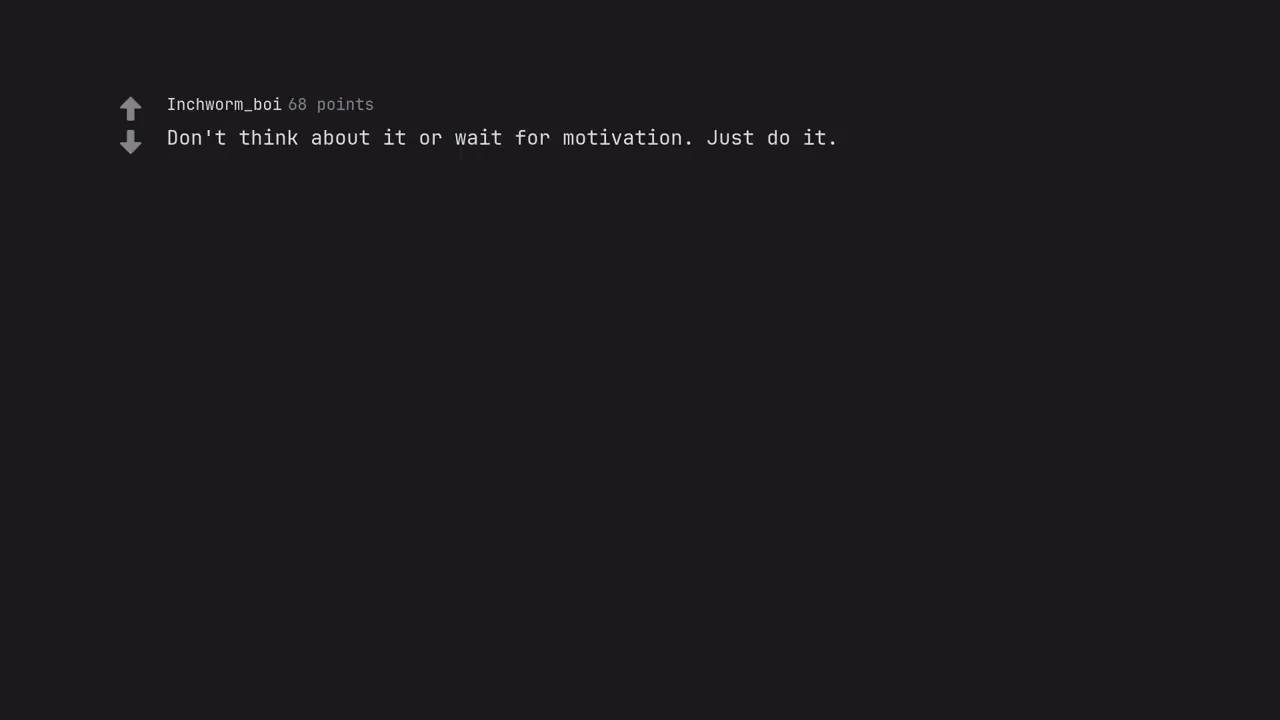 Inchworm_boi 68 points
Don't think about it or wait for motivation. Just do it.